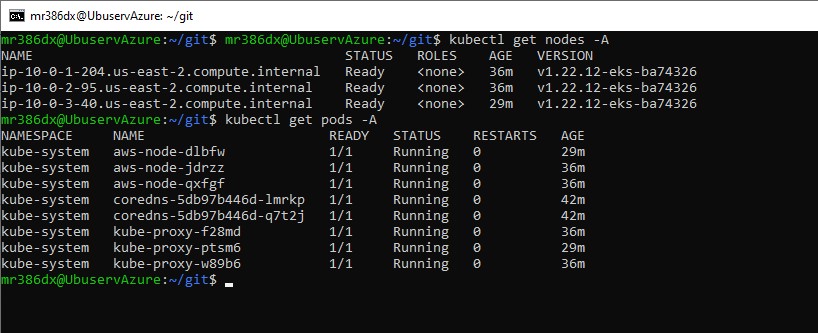 mr386dx@UbuservAzure: ~/git
mr386dx@UbuservAzure:~/git$ mr386dx@UbuservAzure:~/git$ kubectl get nodes -A
NAME STATUS ROLES AGE VERSION
ip-10-0-1-204.us-east-2.compute.internal Ready <none> 36m v1.22.12-eks-ba74326
ip-10-0-2-95.us-east-2.compute.internal Ready <none> 36m v1.22.12-eks-ba74326
ip-10-0-3-40.us-east-2.compute.internal Ready <none> 29m v1.22.12-eks-ba74326
mr386dx@UbuservAzure:~/git$ kubectl get pods -A
NAMESPACE NAME READY STATUS RESTARTS AGE
kube-system aws-node-dlbfw 1/1 Running 0 29m
kube-system aws-node-jdrzz 1/1 Running 0 36m
kube-system aws-node-qxfgf 1/1 Running 0 36m
kube-system coredns-5db97b446d-lmrkp 1/1 Running 0 42m
kube-system coredns-5db97b446d-q7t2j 1/1 Running 0 42m
kube-system kube-proxy-f28md 1/1 Running 0 36m
kube-system kube-proxy-ptsm6 1/1 Running 0 29m
kube-system kube-proxy-w89b6 1/1 Running 0 36m
mr386dx@UbuservAzure:~/git$